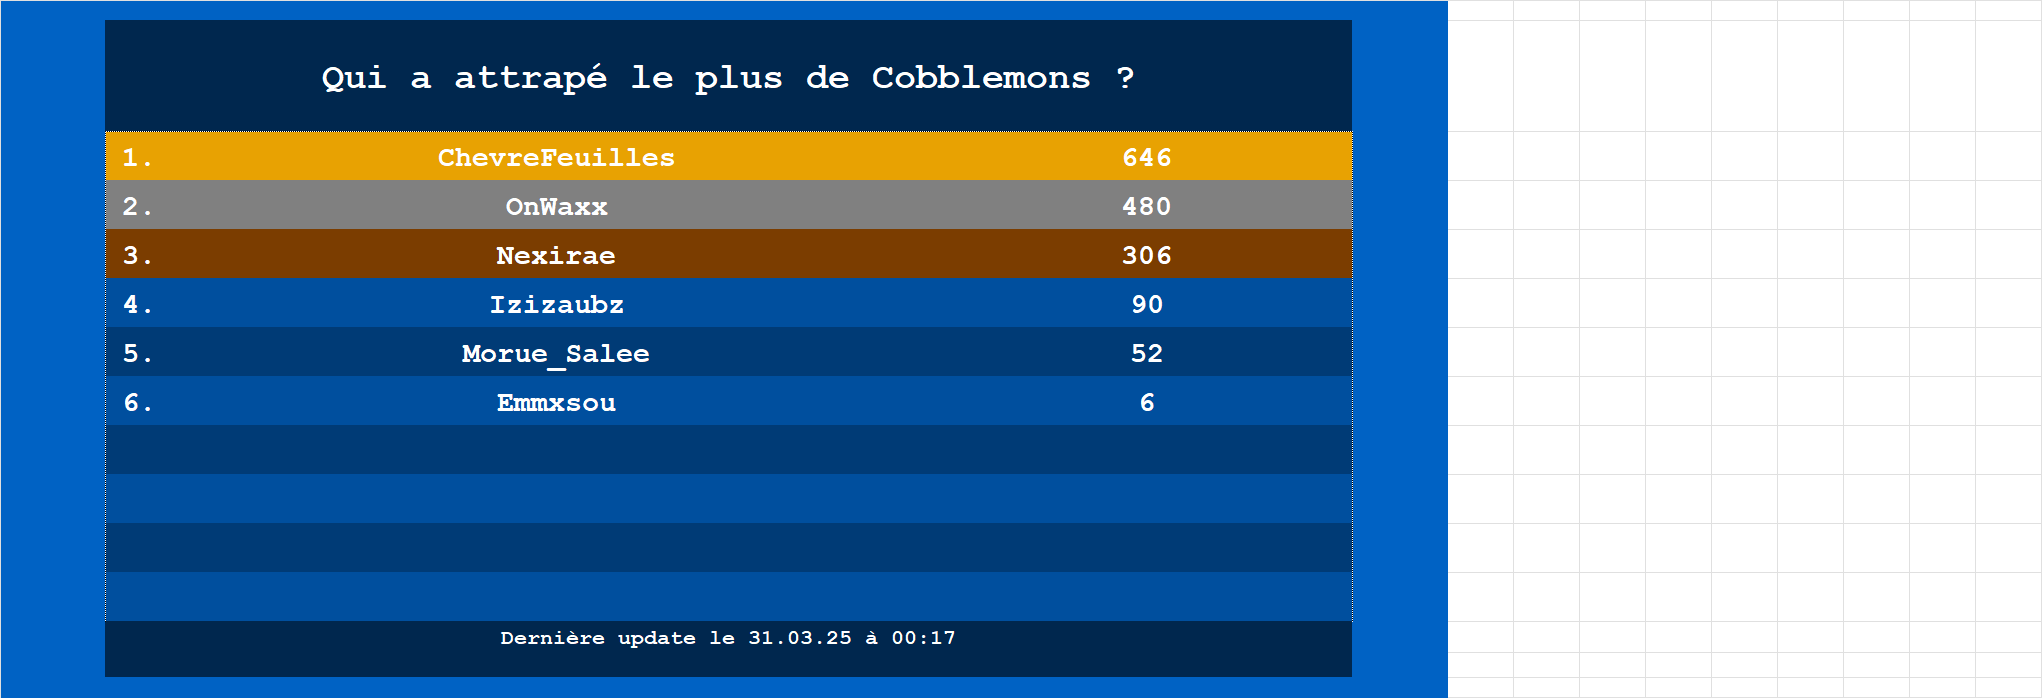 Qui a attrapé le plus de Cobblemons ?
1. ChevreFeuilles 646
2. OnWaxx 480
3. Nexirae 306
4. Izizaubz 90
5. Morue_Salee 52
6. Emmxsou 6
Dernière update le 31.03.25 à 00:17